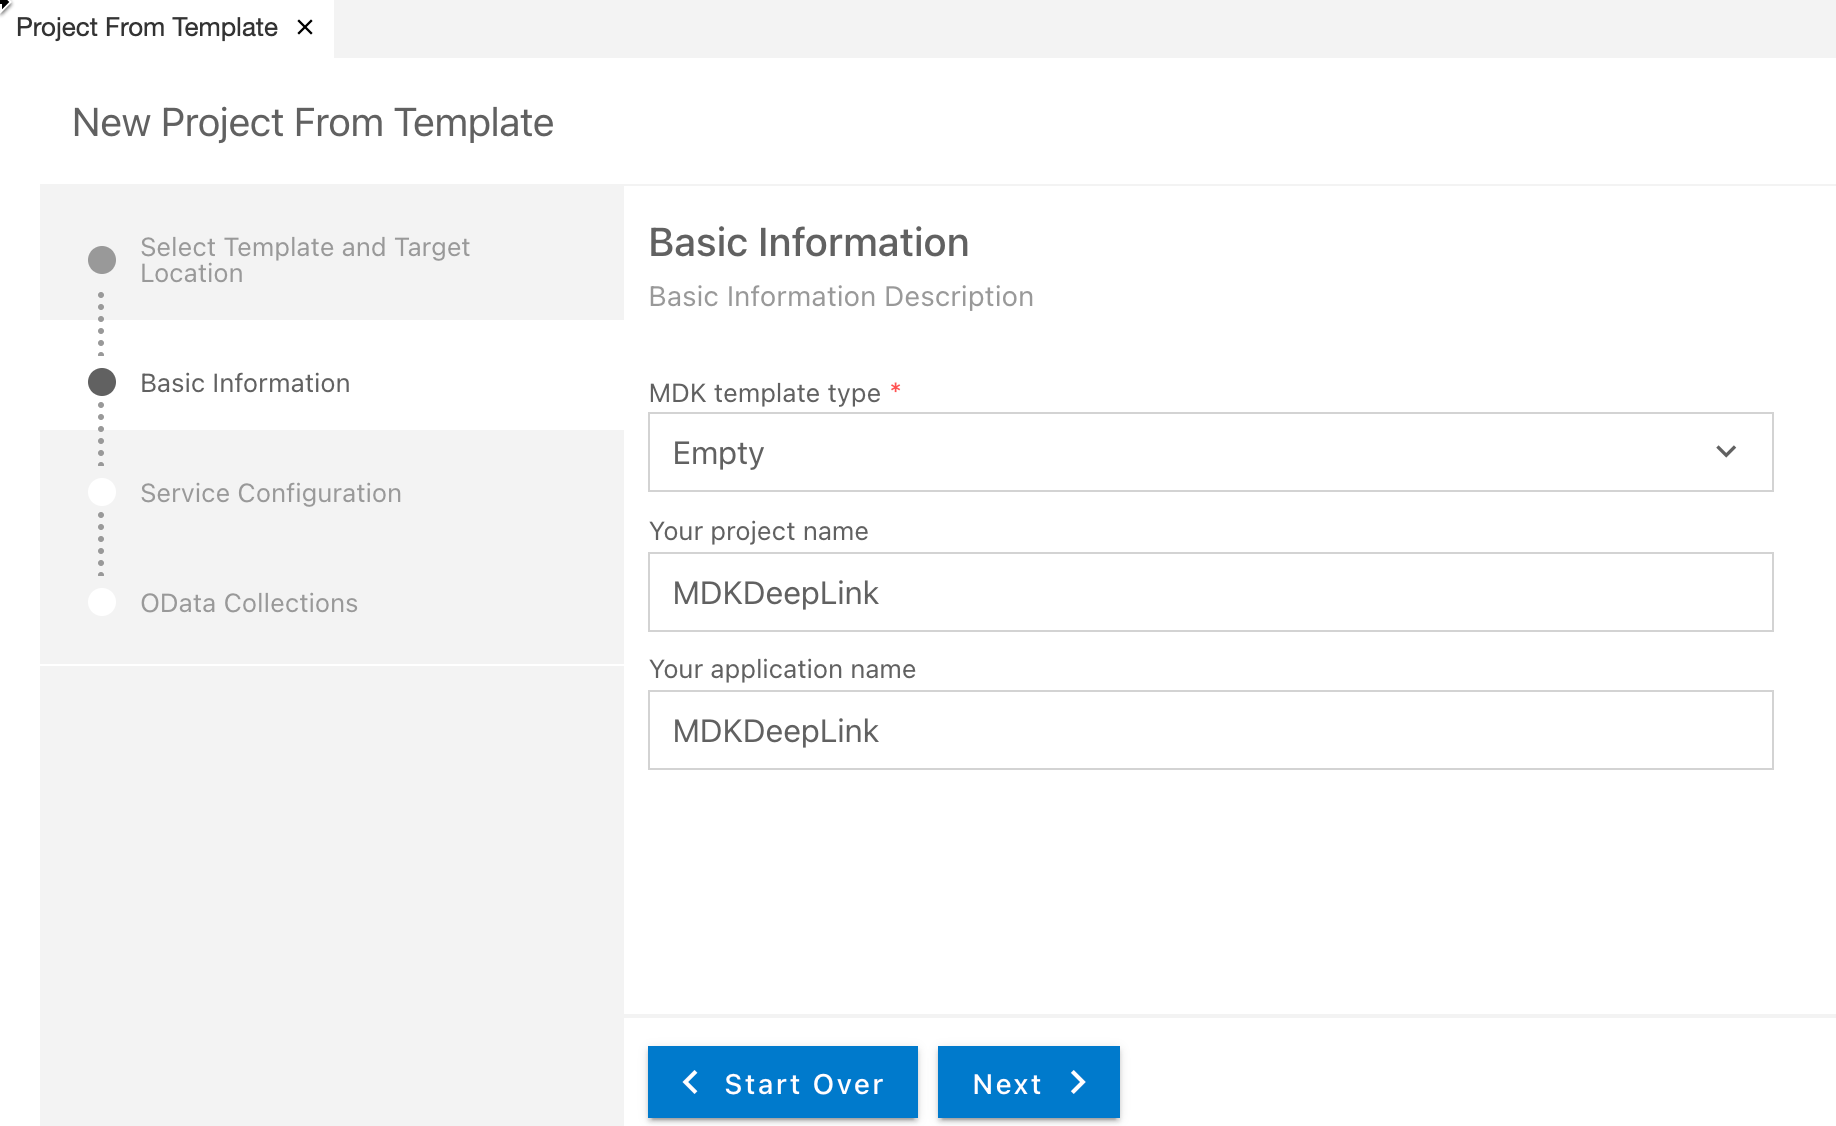 Project From Template
New Project From Template
Select Template and Target
Location
Basic Information
Service Configuration
OData Collections
Basic Information
Basic Information Description
MDK template type *
Empty
Your project name
MDKDeepLink
Your application name
MDKDeepLink
Start Over
Next